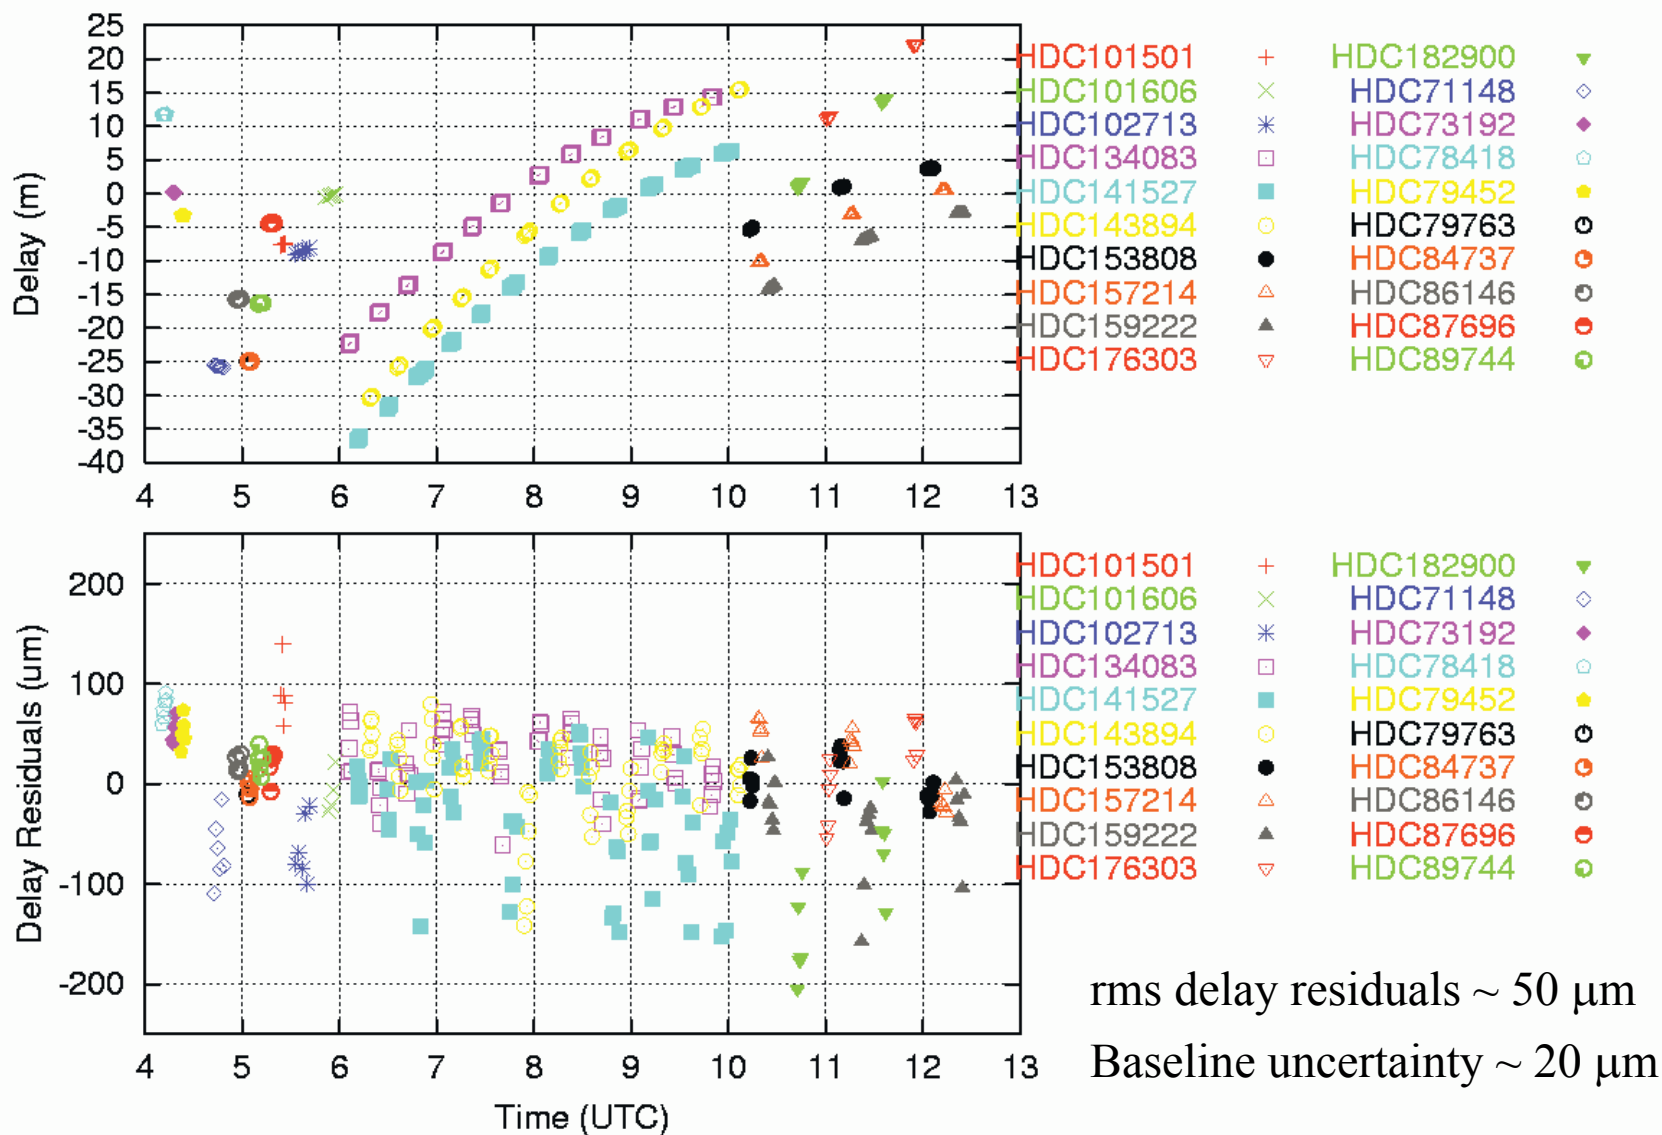 25
20
15
10
5
0
-5
-10
-15
-20
-25
-30
-35
-40
Delay (m)
4 5 6 7 8 9 10 11 12 13
HDC101501 HDC182900
HDC101606 HDC71148
HDC102713 HDC73192
HDC134083 HDC78418
HDC141527 HDC79452
HDC143894 HDC79763
HDC153808 HDC84737
HDC157214 HDC86146
HDC159222 HDC87696
HDC176303 HDC89744
200
100
0
-100
-200
Delay Residuals (um)
4 5 6 7 8 9 10 11 12 13
Time (UTC)
HDC101501 HDC182900
HDC101606 HDC71148
HDC102713 HDC73192
HDC134083 HDC78418
HDC141527 HDC79452
HDC143894 HDC79763
HDC153808 HDC84737
HDC157214 HDC86146
HDC159222 HDC87696
HDC176303 HDC89744
rms delay residuals ~ 50 μm
Baseline uncertainty ~ 20 μm